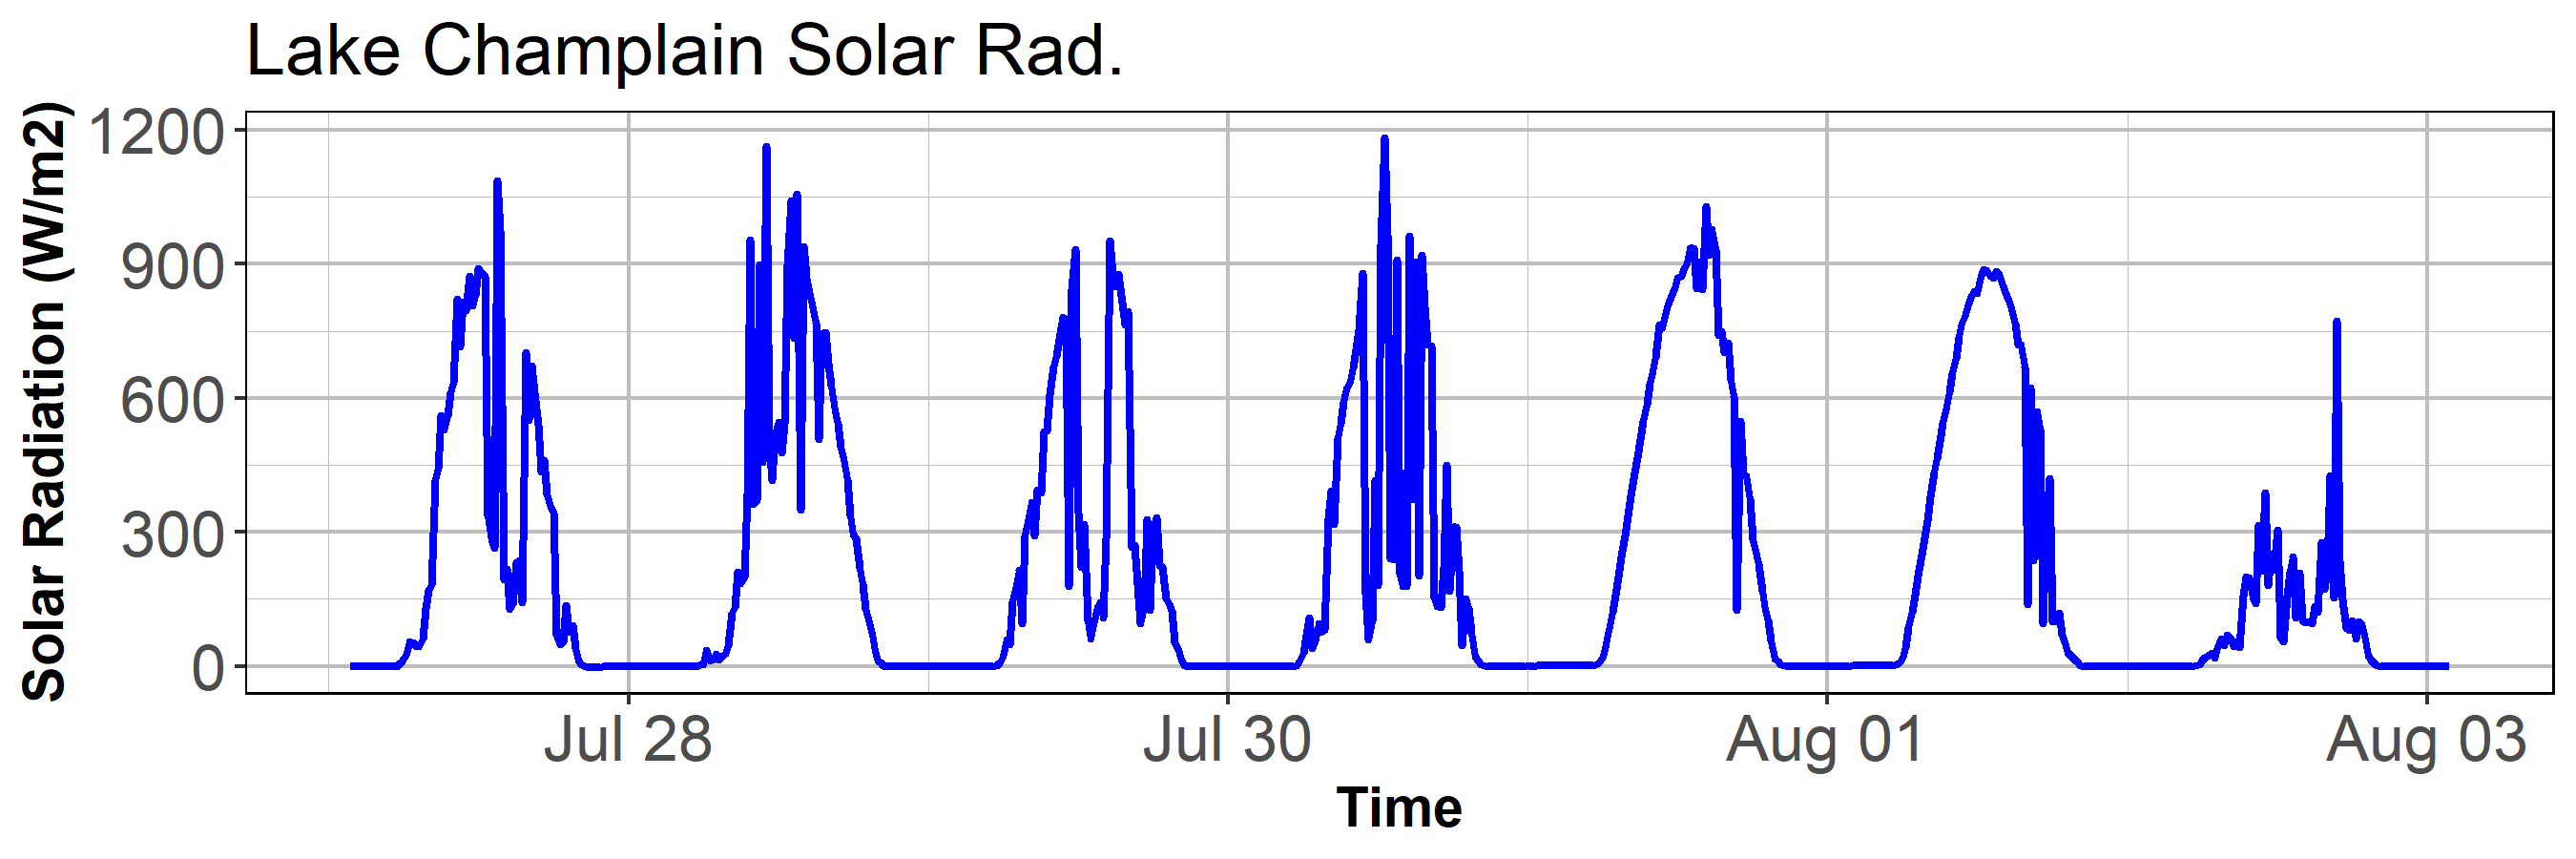 Lake Champlain Solar Rad.
Solar Radiation (W/m2)
1200
900
600
300
0
Jul 28 Jul 30 Aug 01 Aug 03
Time